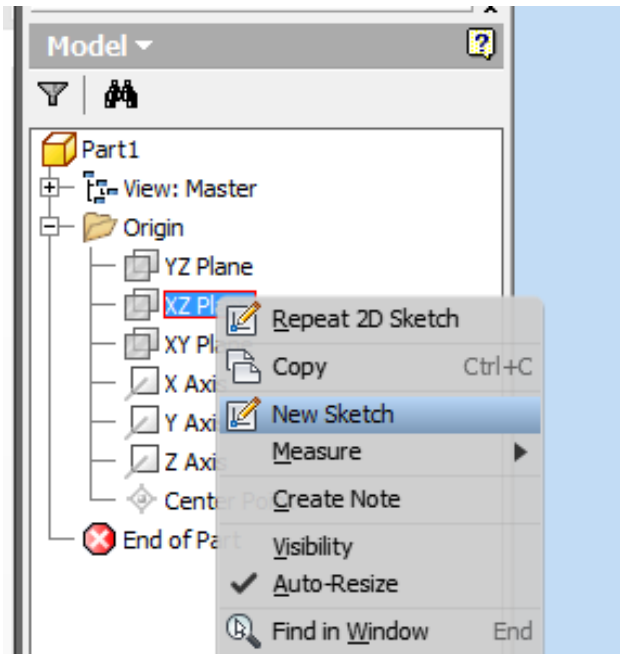 Model
Part1
View: Master
Origin
YZ Plane
XZ Pl
XY Pl
X Axi
Y Axi
Z Axi
Center Po
End of Part
Repeat 2D Sketch
Copy Ctrl+C
New Sketch
Measure
Create Note
Visibility
Auto-Resize
Find in Window End